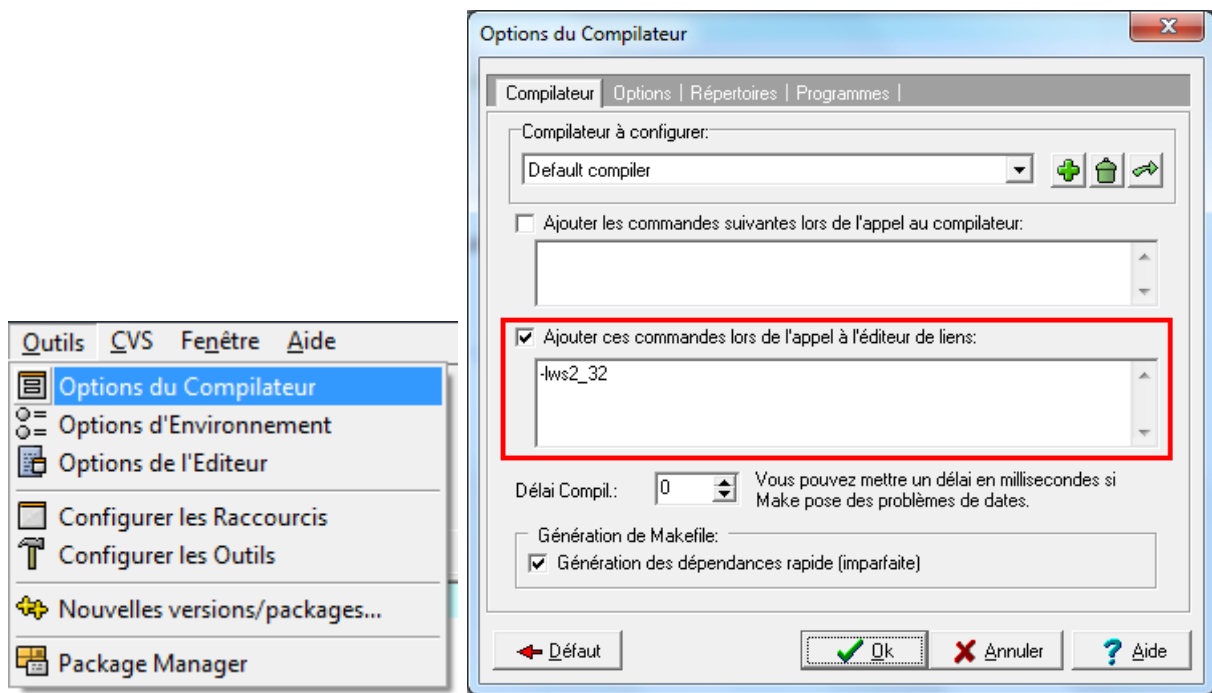 Outils CVS Fenêtre Aide
Options du Compilateur
Options d'Environnement
Options de l'Editeur
Configurer les Raccourcis
Configurer les Outils
Nouvelles versions/packages...
Package Manager
Options du Compilateur
Compilateur Options | Répertoires | Programmes |
Compilateur à configurer:
Default compiler
Ajouter les commandes suivantes lors de l'appel au compilateur:
Ajouter ces commandes lors de l'appel à l'éditeur de liens:
-lws2_32
Délai Compil.: 0 Vous pouvez mettre un délai en millisecondes si
Make pose des problèmes de dates.
Génération de Makefile:
Génération des dépendances rapide (imparfaite)
Défaut Ok Annuler Aide